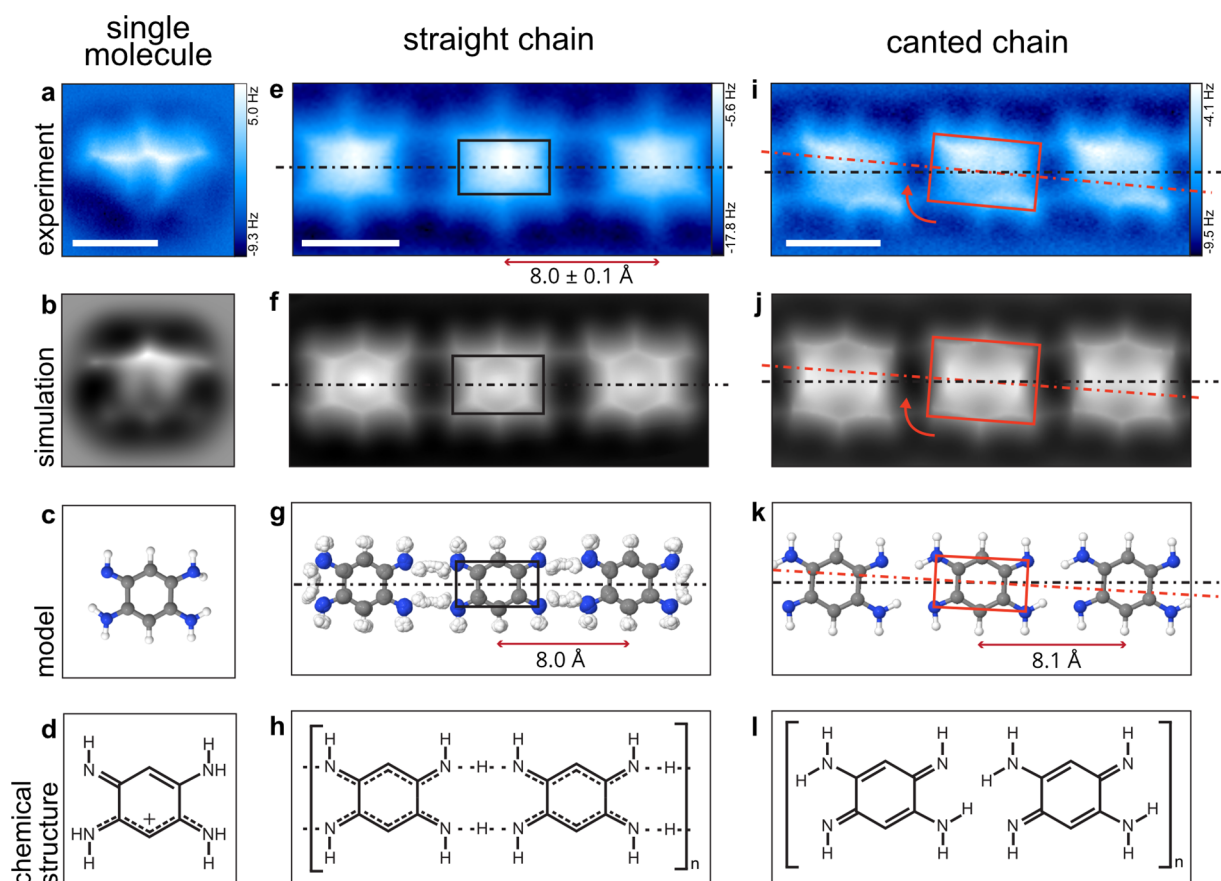 single
molecule
straight chain
canted chain
experiment
a
5.0 Hz
-9.3 Hz
e
-5.6 Hz
-17.8 Hz
8.0 ± 0.1 Å
i
-4.1 Hz
-9.5 Hz
simulation
b
f
j
model
c
g
8.0 Å
k
8.1 Å
chemical
structure
d
H
N
H
NH
HN
H
+
NH
H
h
H
N
H
N
H
H
N
H
N
H
N
H
N
H
H
N
H
N
H
H
n
l
H
N
H
N
H
N
H
N
H
H
H
N
H
N
H
N
H
N
H
H
n